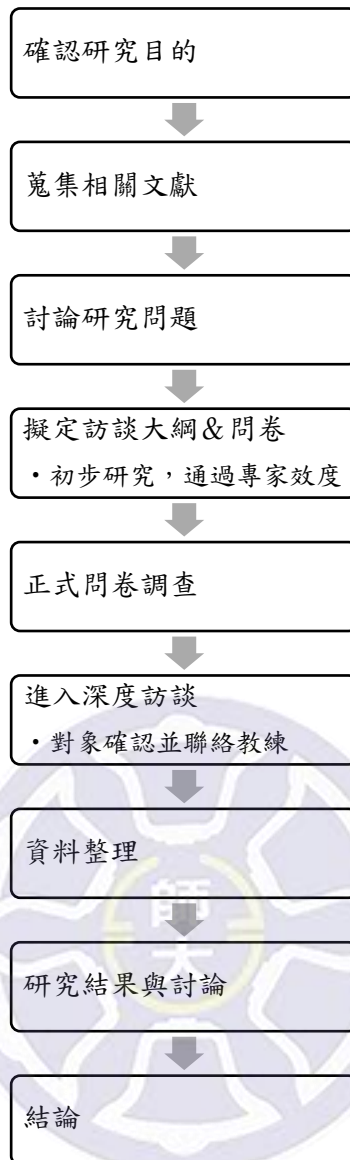 確認研究目的
蒐集相關文獻
討論研究問題
擬定訪談大綱＆問卷
・初步研究，通過專家效度
正式問卷調查
進入深度訪談
・對象確認並聯絡教練
資料整理
師
大
研究結果與討論
結論